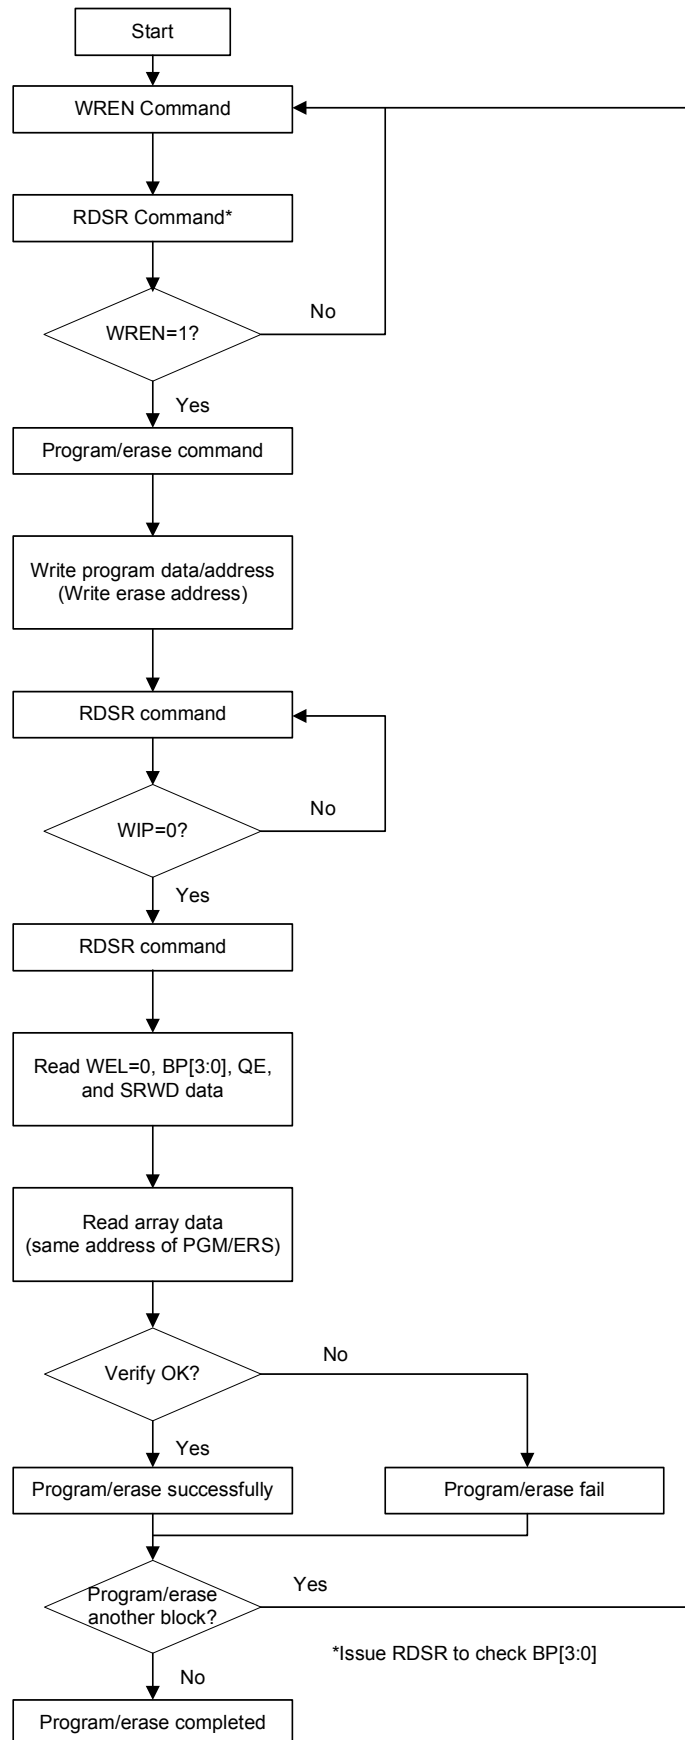 Start
WREN Command
RDSR Command*
WREN=1?
No
Yes
Program/erase command
Write program data/address
(Write erase address)
RDSR command
WIP=0?
No
Yes
RDSR command
Read WEL=0, BP[3:0], QE,
and SRWD data
Read array data
(same address of PGM/ERS)
Verify OK?
No
Yes
Program/erase successfully
Program/erase fail
Program/erase
another block?
Yes
*Issue RDSR to check BP[3:0]
No
Program/erase completed